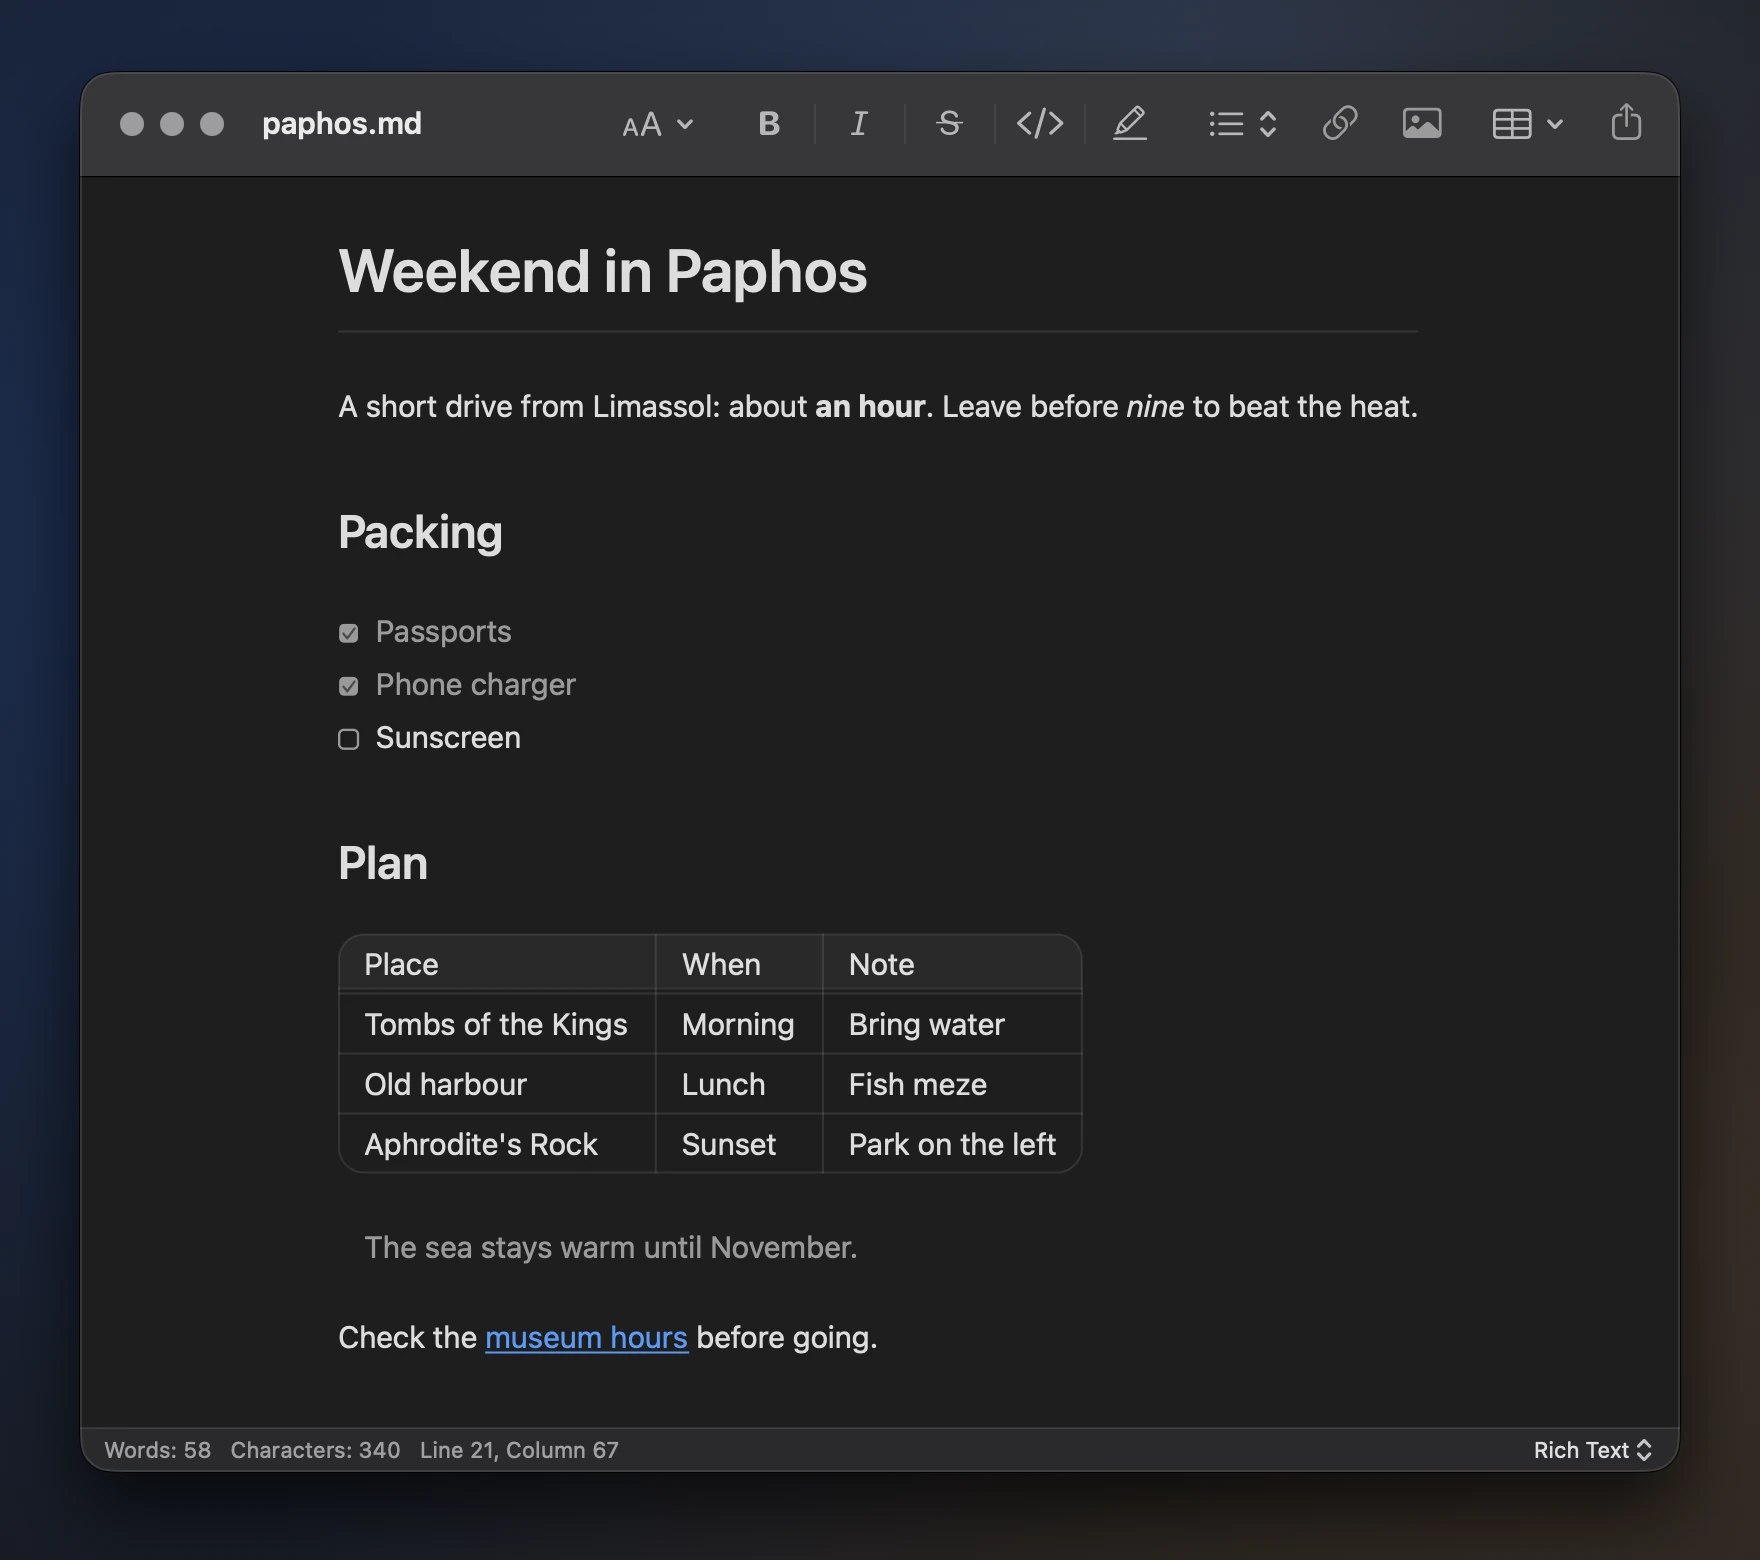 paphos.md
AA
B
I
S
</>
Weekend in Paphos
A short drive from Limassol: about an hour. Leave before nine to beat the heat.
Packing
Passports
Phone charger
Sunscreen
Plan
Place When Note
Tombs of the Kings Morning Bring water
Old harbour Lunch Fish meze
Aphrodite's Rock Sunset Park on the left
The sea stays warm until November.
Check the museum hours before going.
Words: 58 Characters: 340 Line 21, Column 67 Rich Text